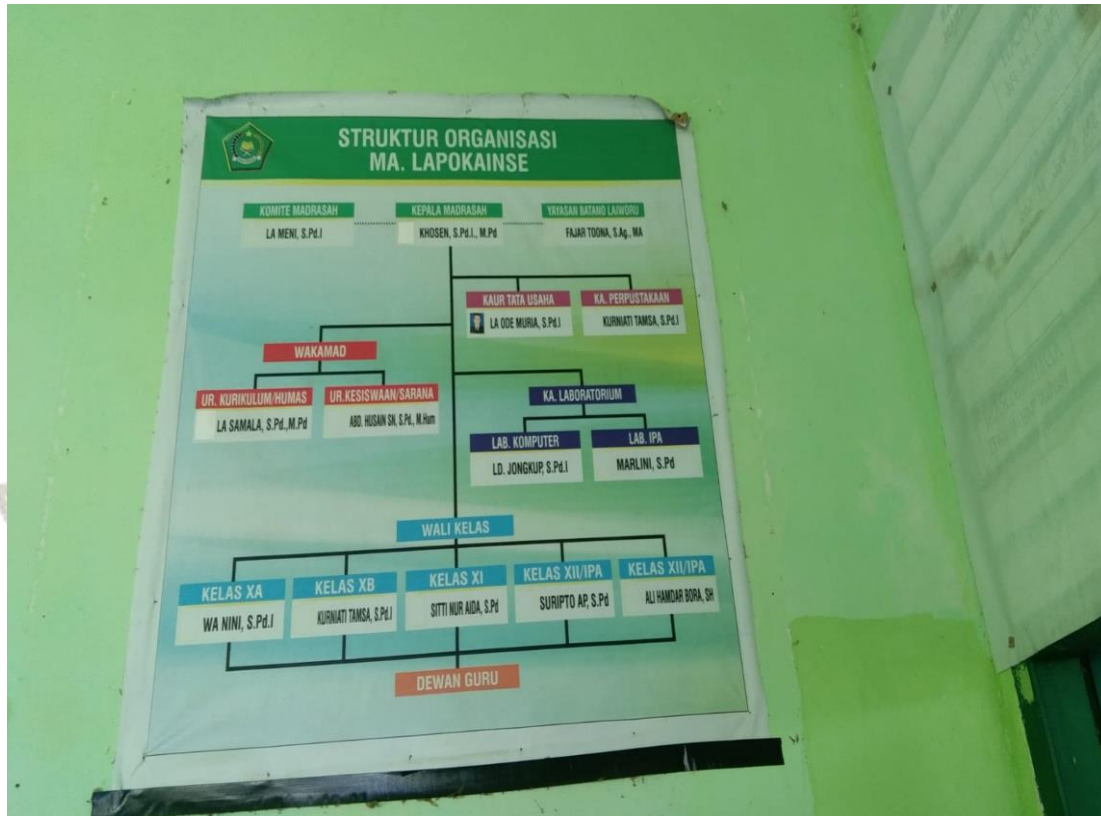 STRUKTUR ORGANISASI
MA. LAPOKAINSE
KOMITE MADRASAH
LA MENI, S.Pd.I
KEPALA MADRASAH
KHOSEN, S.Pd.I., M.Pd
YAYASAN BATANO LAIWORU
FAJAR TOONA, S.Ag., MA
KAUR TATA USAHA
LA ODE MURIA, S.Pd.I
KA. PERPUSTAKAAN
KURNIATI TAMSA, S.Pd.I
WAKAMAD
UR. KURIKULUM/HUMAS
LA SAMALA, S.Pd.,M.Pd
UR.KESISWAAN/SARANA
ABD. HUSAIN SN, S.Pd., M.Hum
KA. LABORATORIUM
LAB. KOMPUTER
LD. JONGKUP, S.Pd.I
LAB. IPA
MARLINI, S.Pd
WALI KELAS
KELAS XA
WA NINI, S.Pd.I
KELAS XB
KURNIATI TAMSA, S.Pd.I
KELAS XI
SITTI NUR AIDA, S.Pd
KELAS XII/IPA
SURIPTO AP, S.Pd
KELAS XII/IPA
ALI HAMDAR BORA, SH
DEWAN GURU